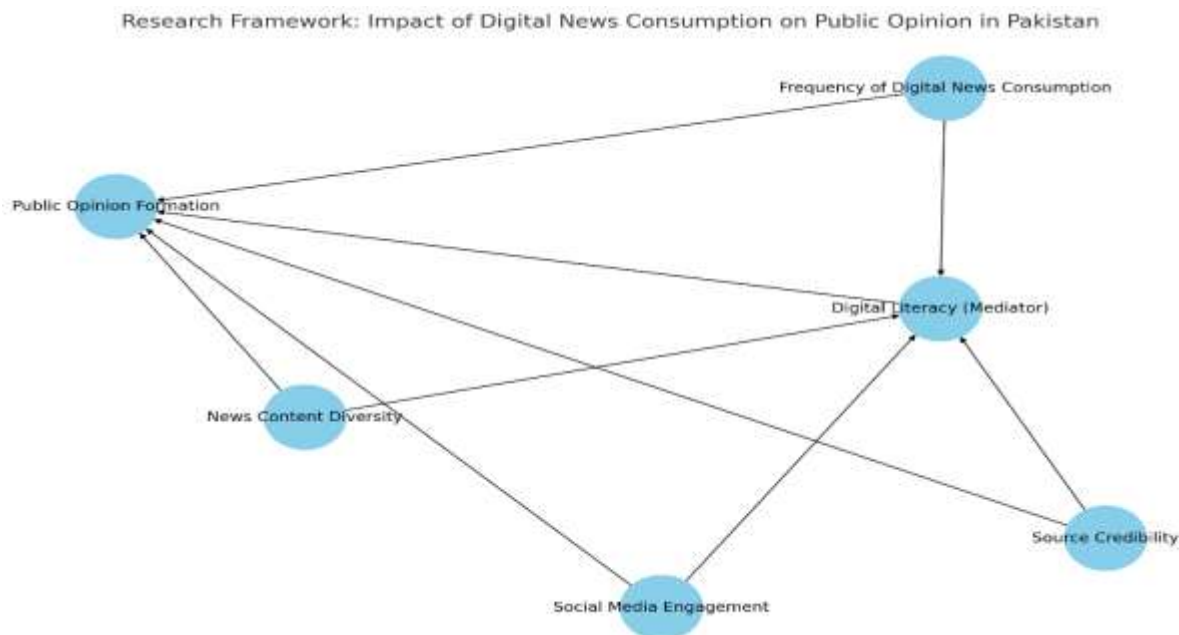 Research Framework: Impact of Digital News Consumption on Public Opinion in Pakistan
Frequency of Digital News Consumption
Public Opinion Formation
Digital Literacy (Mediator)
News Content Diversity
Source Credibility
Social Media Engagement